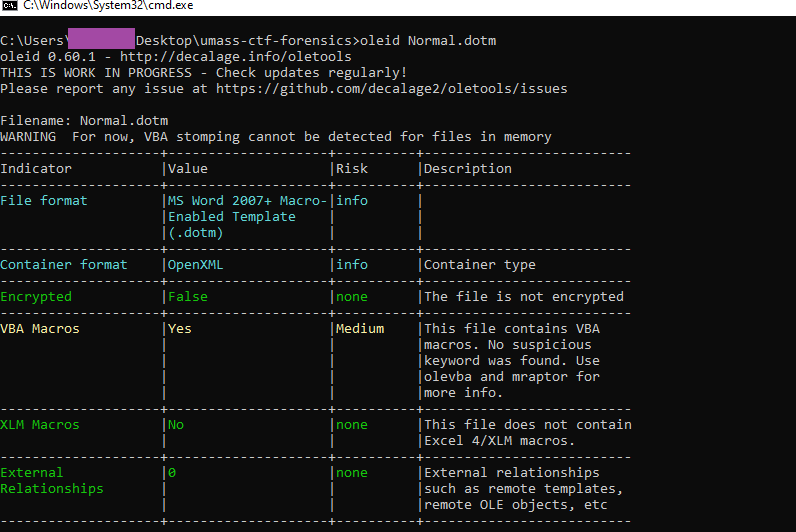 C:\Windows\System32\cmd.exe
C:\Users\ Desktop\umass-ctf-forensics>oleid Normal.dotm
oleid 0.60.1 - http://decalage.info/oletools
THIS IS WORK IN PROGRESS - Check updates regularly!
Please report any issue at https://github.com/decalage2/oletools/issues
Filename: Normal.dotm
WARNING  For now, VBA stomping cannot be detected for files in memory
--------------------+--------------------+----------+--------------------------
Indicator           |Value               |Risk      |Description
--------------------+--------------------+----------+--------------------------
File format         |MS Word 2007+ Macro-|info      |
                    |Enabled Template    |          |
                    |(.dotm)             |          |
--------------------+--------------------+----------+--------------------------
Container format    |OpenXML             |info      |Container type
--------------------+--------------------+----------+--------------------------
Encrypted           |False               |none      |The file is not encrypted
--------------------+--------------------+----------+--------------------------
VBA Macros          |Yes                 |Medium    |This file contains VBA
                    |                    |          |macros. No suspicious
                    |                    |          |keyword was found. Use
                    |                    |          |olevba and mraptor for
                    |                    |          |more info.
--------------------+--------------------+----------+--------------------------
XLM Macros          |No                  |none      |This file does not contain
                    |                    |          |Excel 4/XLM macros.
--------------------+--------------------+----------+--------------------------
External            |0                   |none      |External relationships
Relationships       |                    |          |such as remote templates,
                    |                    |          |remote OLE objects, etc
--------------------+--------------------+----------+--------------------------